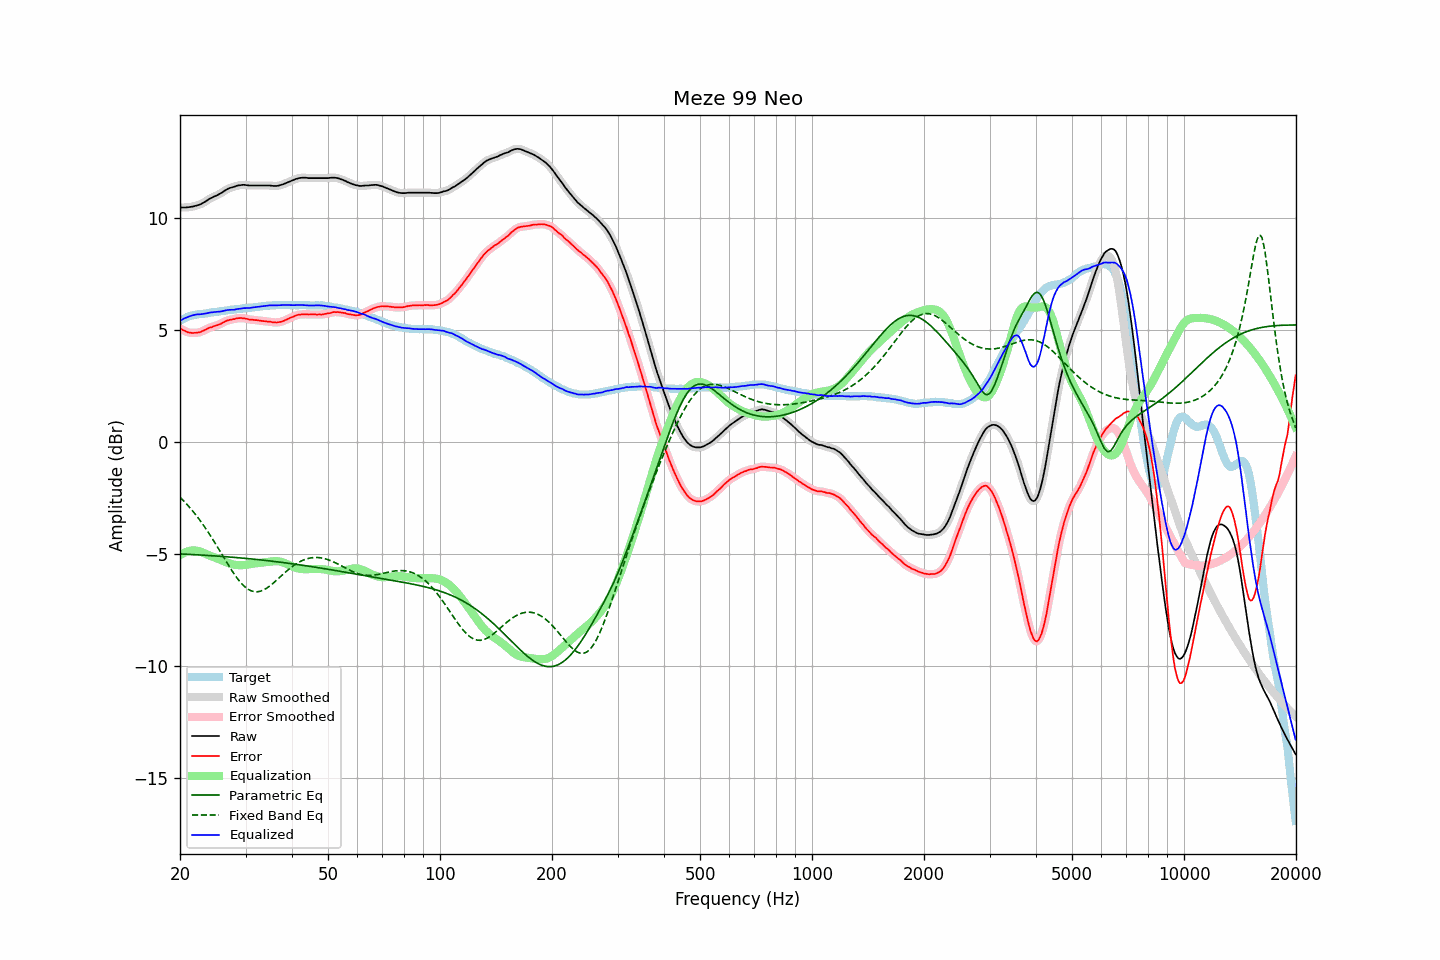 Meze 99 Neo
Amplitude (dBr)
10
5
0
−5
−10
−15
Target
Raw Smoothed
Error Smoothed
Raw
Error
Equalization
Parametric Eq
Fixed Band Eq
Equalized
20 50 100 200 500 1000 2000 5000 10000 20000
Frequency (Hz)